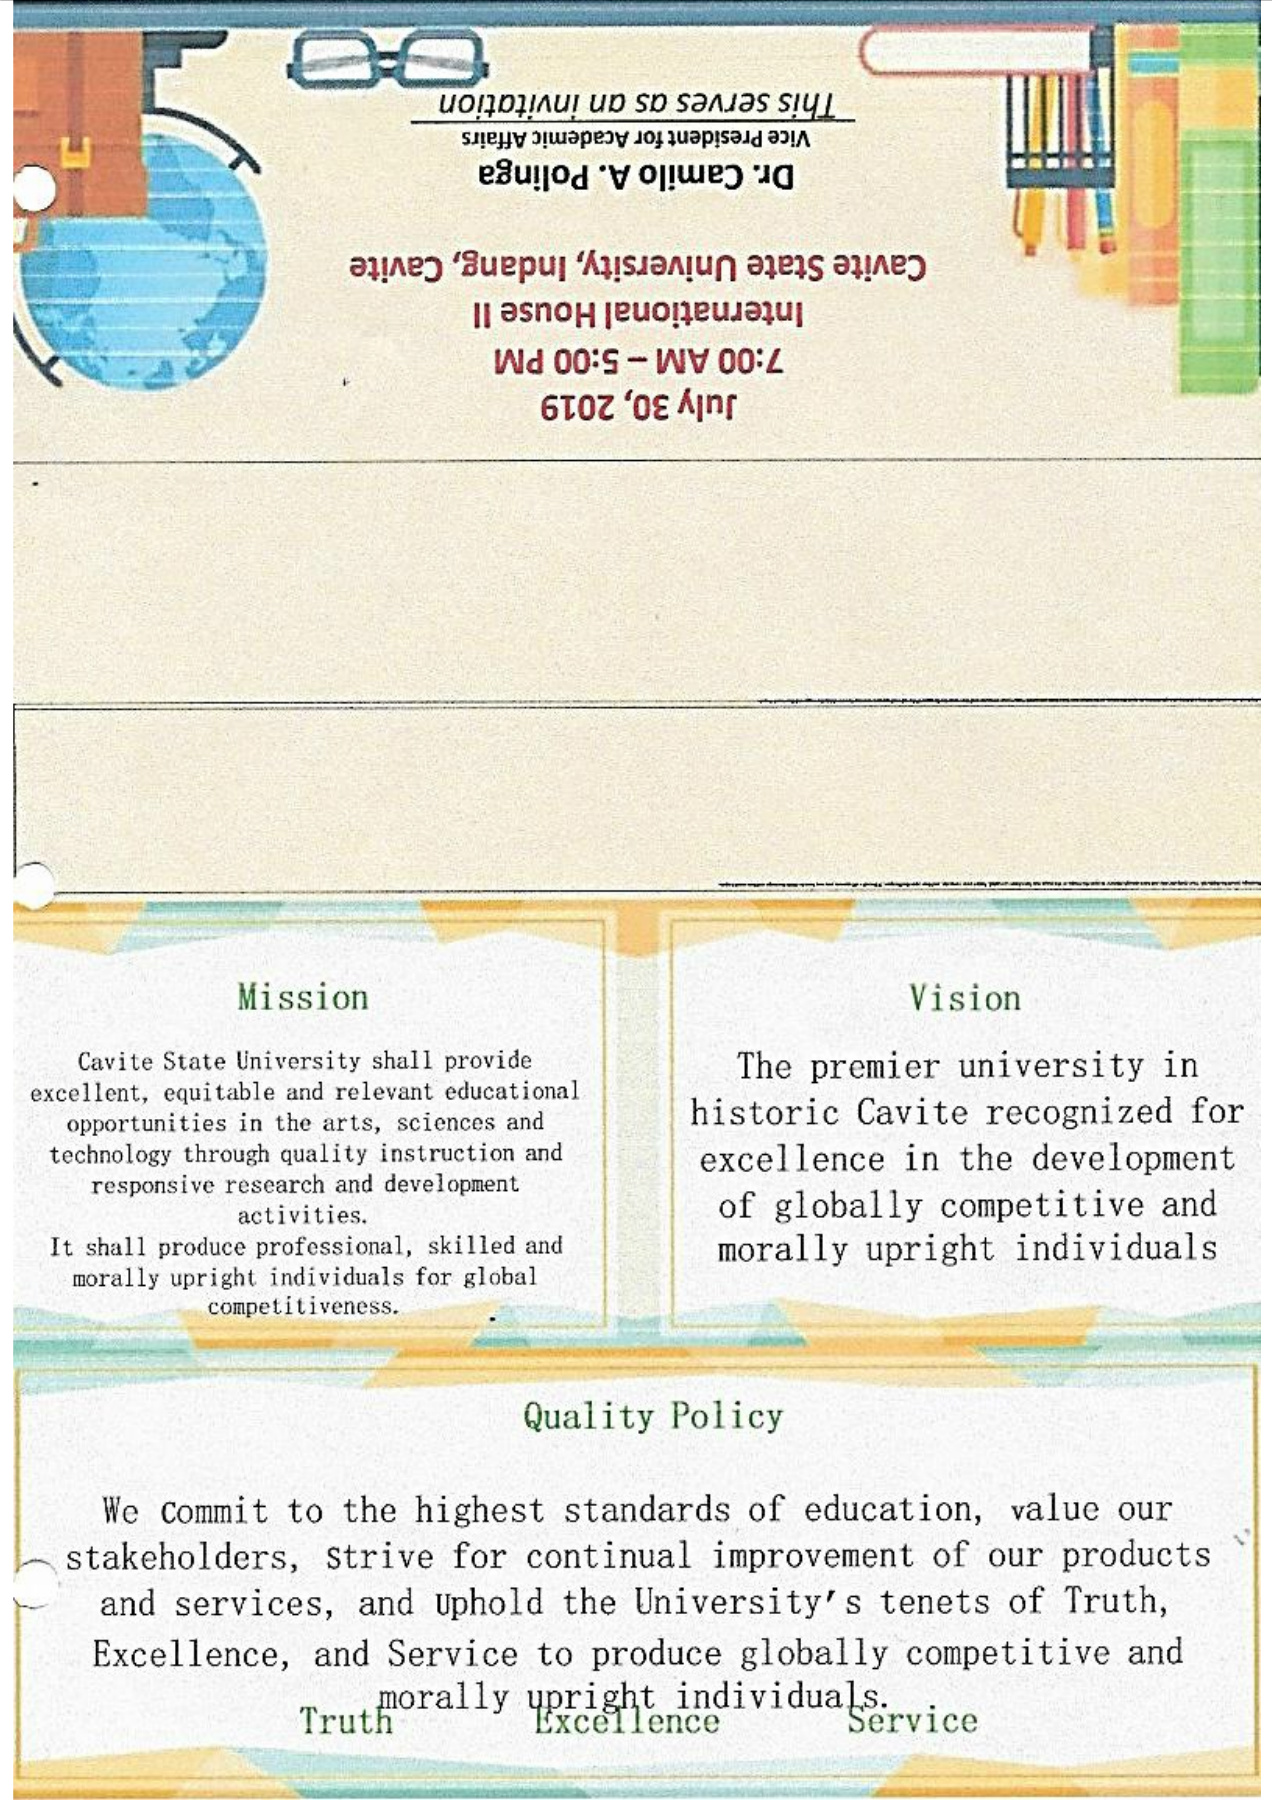 July 30, 2019
7:00 AM – 5:00 PM
International House II
Cavite State University, Indang, Cavite
Dr. Camilo A. Polinga
Vice President for Academic Affairs
This serves as an invitation
Mission
Cavite State University shall provide
excellent, equitable and relevant educational
opportunities in the arts, sciences and
technology through quality instruction and
responsive research and development
activities.
It shall produce professional, skilled and
morally upright individuals for global
competitiveness.
Vision
The premier university in
historic Cavite recognized for
excellence in the development
of globally competitive and
morally upright individuals
Quality Policy
We Commit to the highest standards of education, value our
stakeholders, Strive for continual improvement of our products
and services, and Uphold the University's tenets of Truth,
Excellence, and Service to produce globally competitive and
morally upright individuals.
Truth Excellence Service